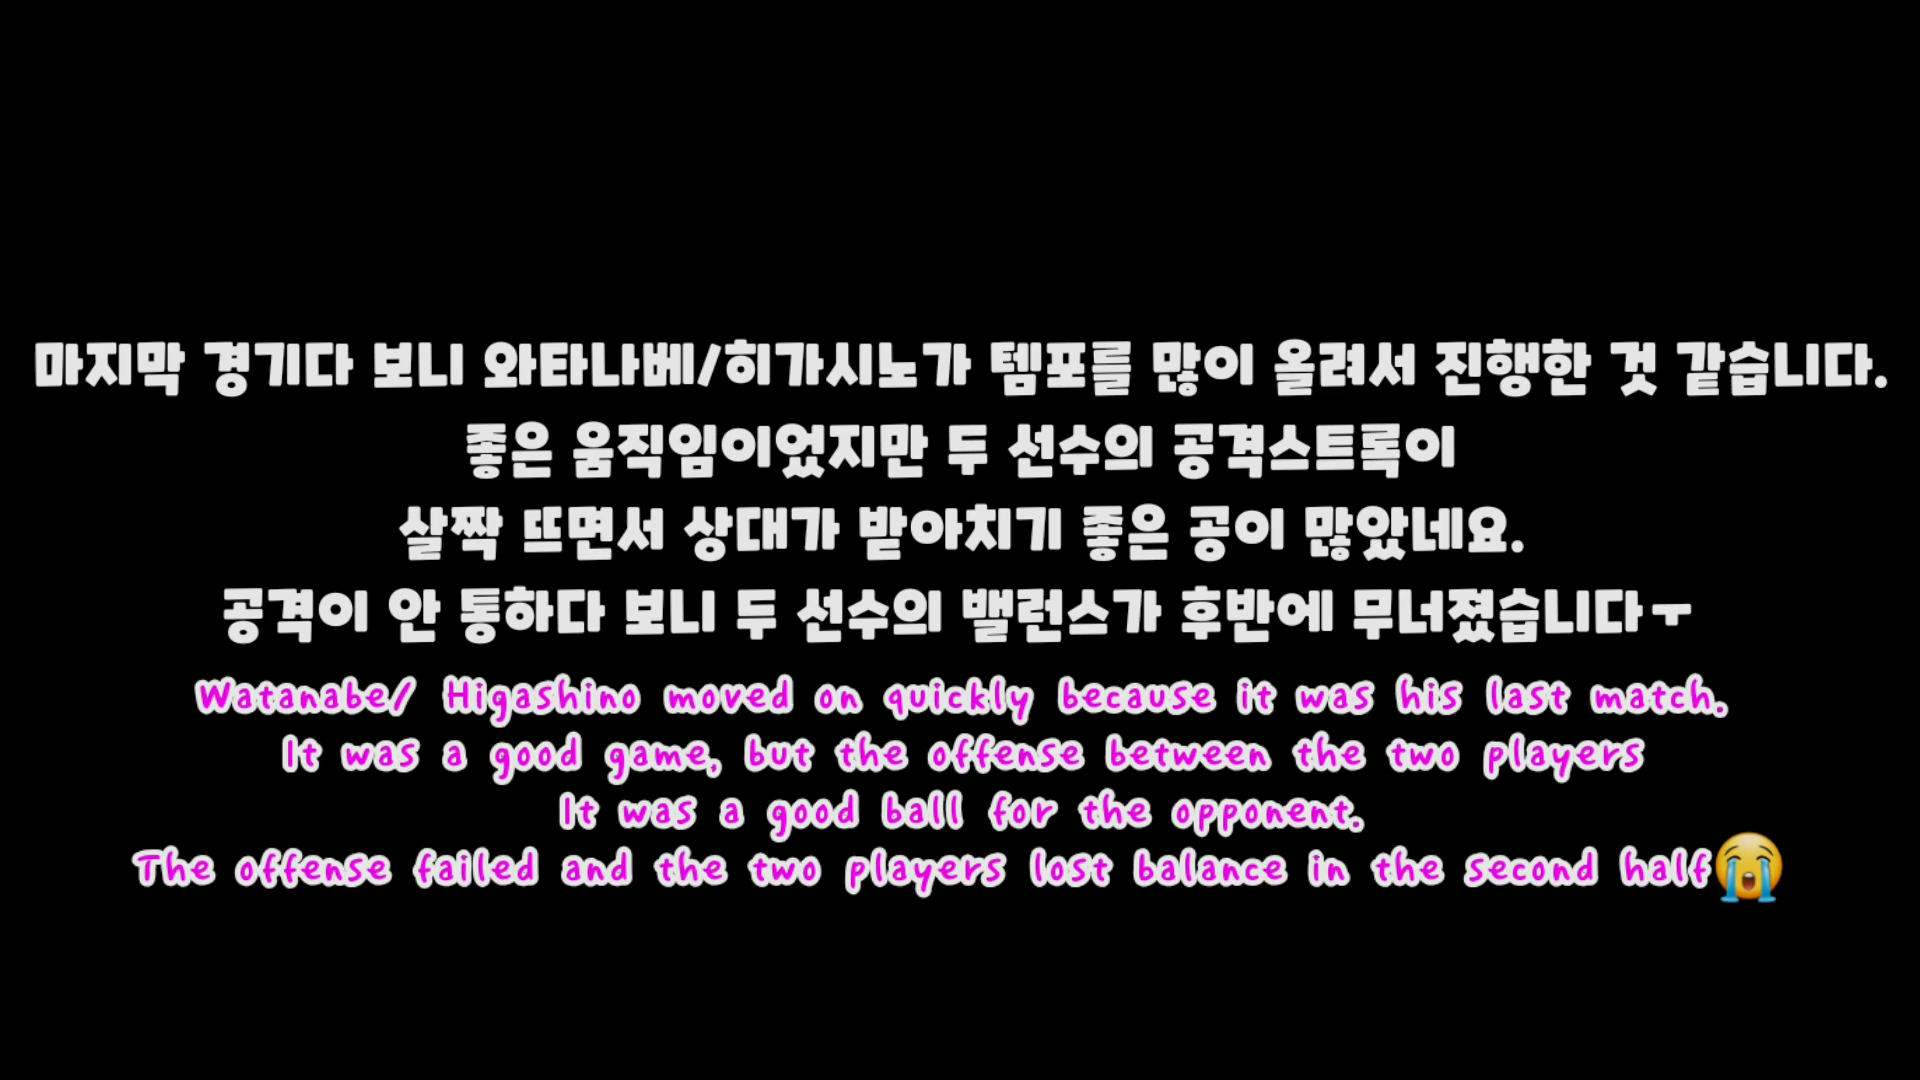 마지막 경기다 보니 와타나베/히가시노가 템포를 많이 올려서 진행한 것 같습니다.
좋은 움직임이었지만 두 선수의 공격스트록이
살짝 뜨면서 상대가 받아치기 좋은 공이 많았네요.
공격이 안 통하다 보니 두 선수의 밸런스가 후반에 무너졌습니다ㅜ
Watanabe/ Higashino moved on quickly because it was his last match.
It was a good game, but the offense between the two players
It was a good ball for the opponent.
The offense failed and the two players lost balance in the second half😭